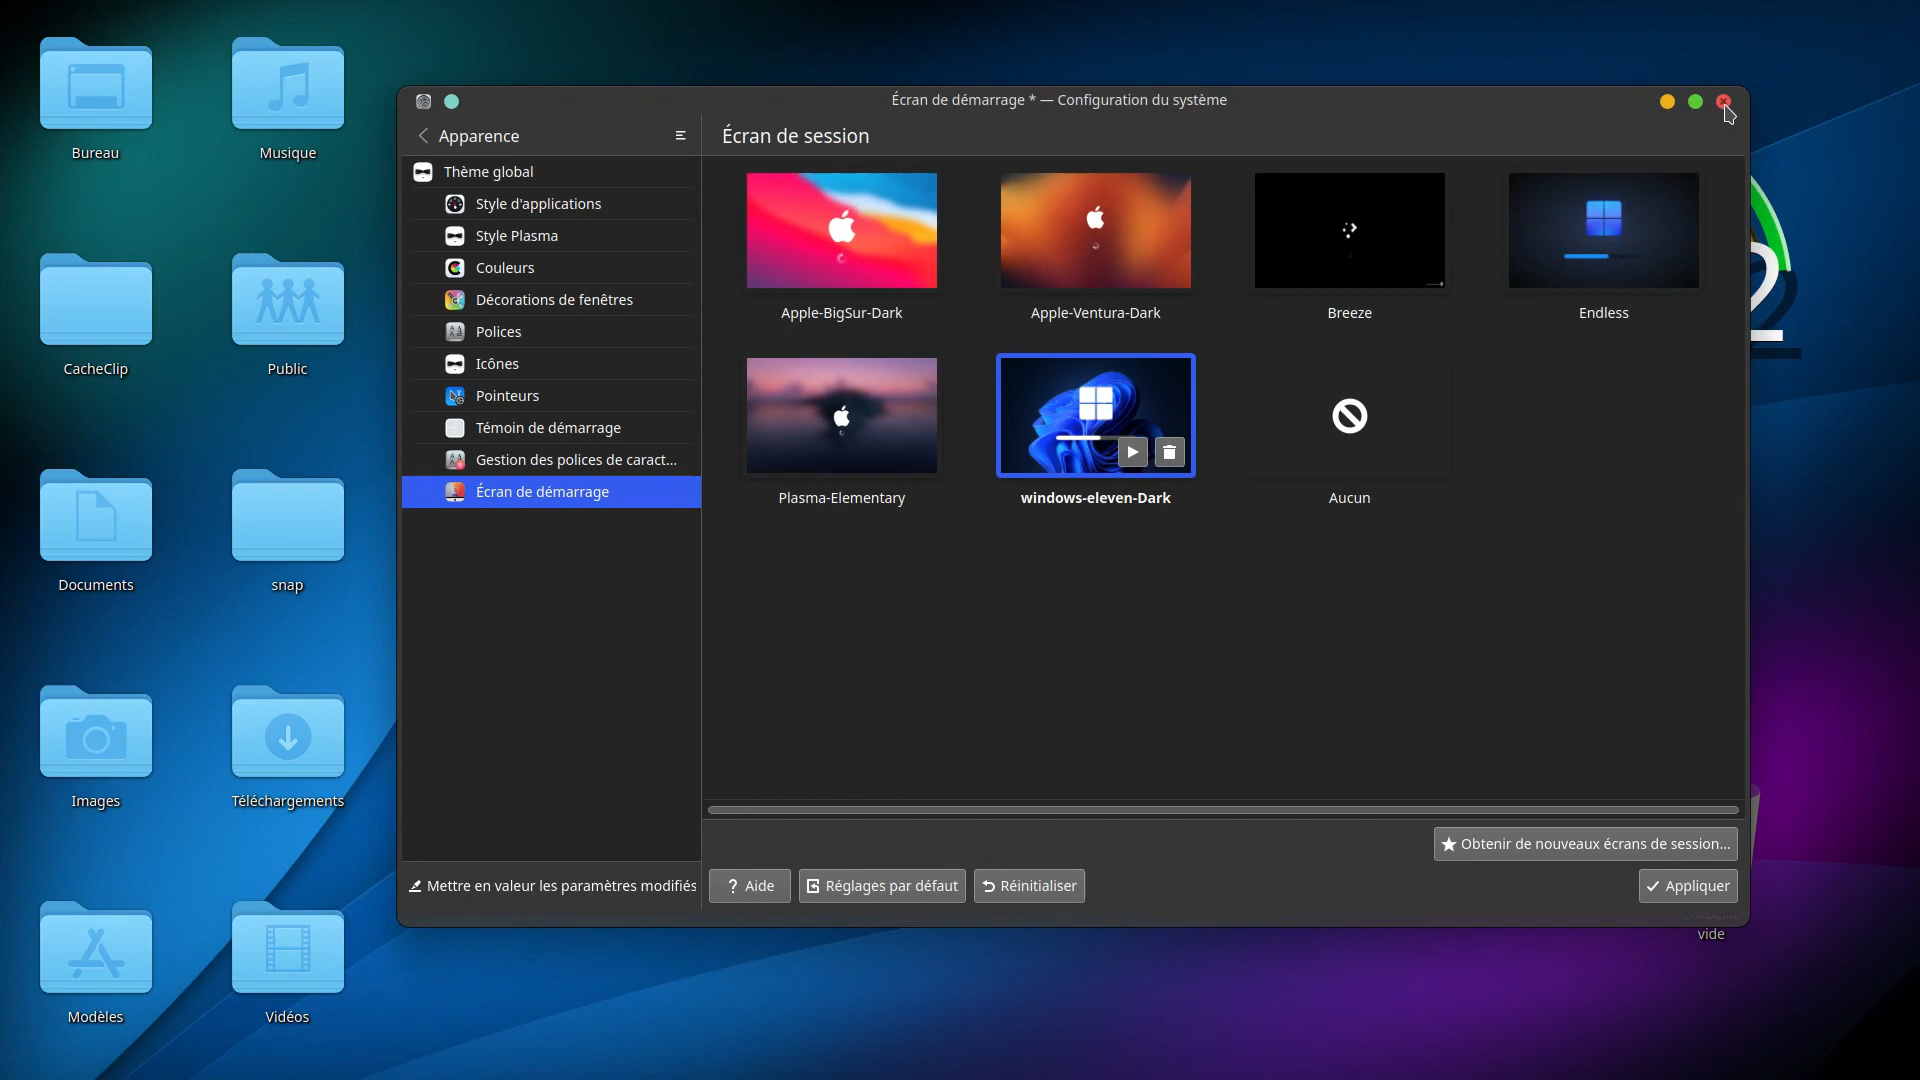 Bureau
Musique
CacheClip
Public
Documents
snap
Images
Téléchargements
Modèles
Vidéos
Écran de démarrage * — Configuration du système
Apparence
Écran de session
Thème global
Style d'applications
Style Plasma
Couleurs
Décorations de fenêtres
Polices
Icônes
Pointeurs
Témoin de démarrage
Gestion des polices de caract...
Écran de démarrage
Apple-BigSur-Dark
Apple-Ventura-Dark
Breeze
Endless
Plasma-Elementary
windows-eleven-Dark
Aucun
Obtenir de nouveaux écrans de session...
Mettre en valeur les paramètres modifiés
? Aide
Réglages par défaut
Réinitialiser
Appliquer
2
vide